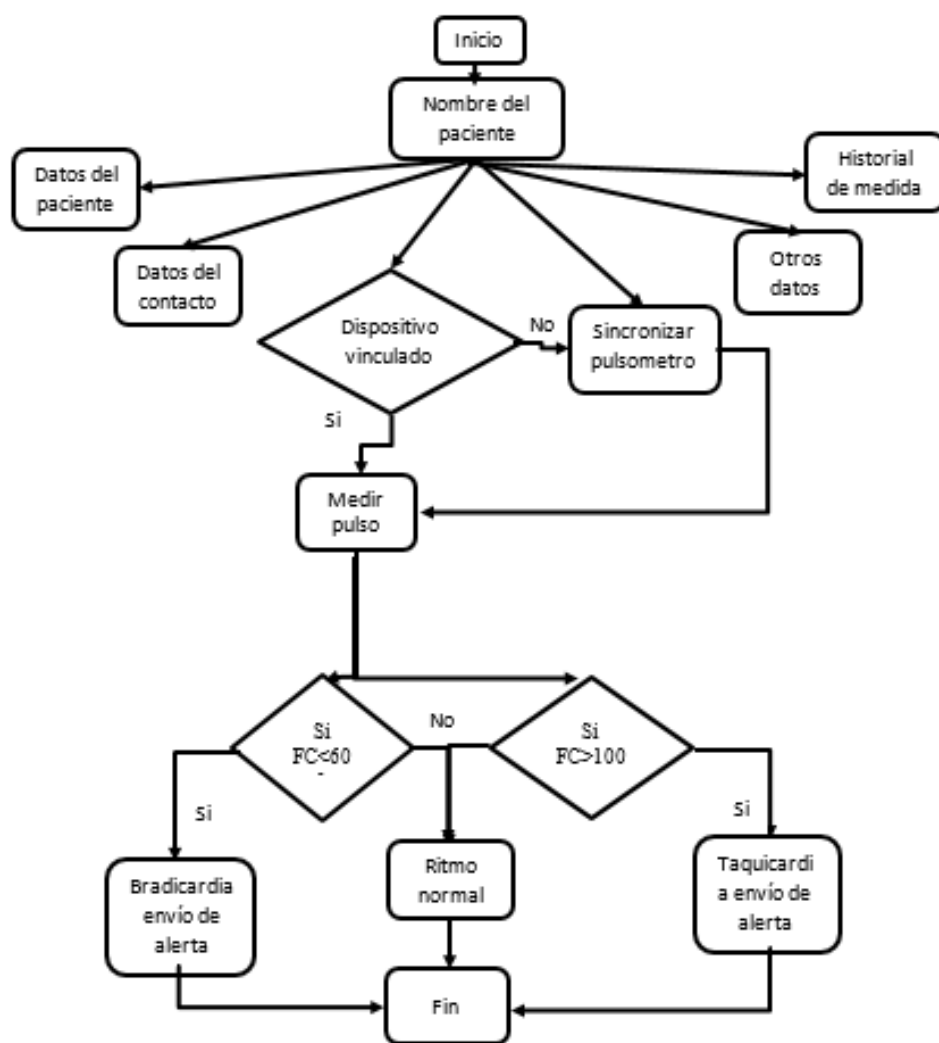 Inicio
Nombre del
paciente
Datos del
paciente
Historial
de medida
Datos del
contacto
Otros
datos
Dispositivo
vinculado
No
Sincronizar
pulsometro
Si
Medir
pulso
Si
FC<60
No
Si
FC>100
Si
Si
Bradicardia
envío de
alerta
Ritmo
normal
Taquicardi
a envío de
alerta
Fin